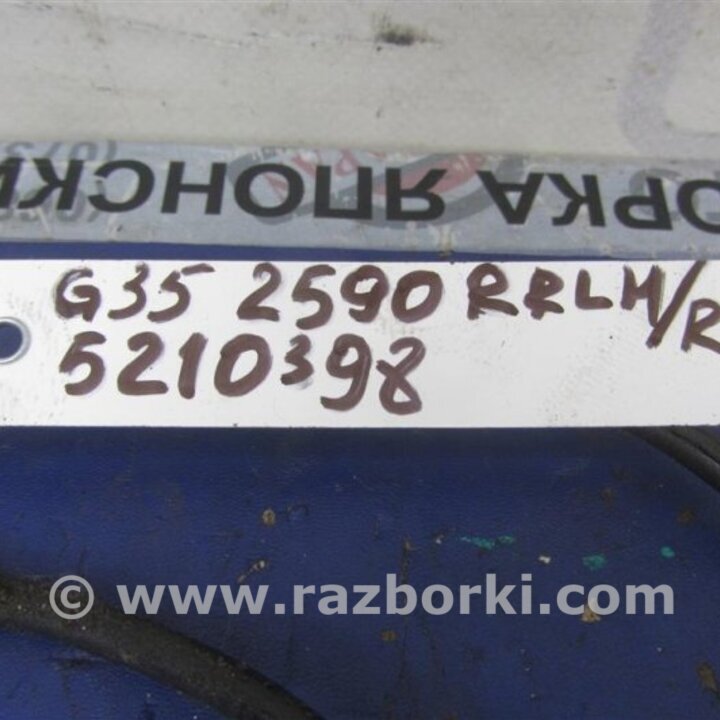 ОРКА ЯПОНСКИ
G35 2590 RRLH/R
5210398
© www.razborki.com